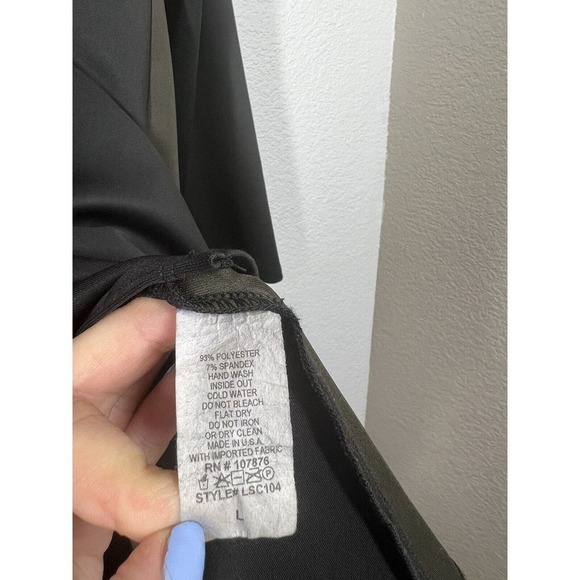 93% POLYESTER
7% SPANDEX
HAND WASH
INSIDE OUT
COLD WATER
DO NOT BLEACH
FLAT DRY
DO NOT IRON
OR DRY CLEAN
MADE IN U.S.A.
WITH IMPORTED FABRIC
RN # 107876
STYLE# LSC104
L